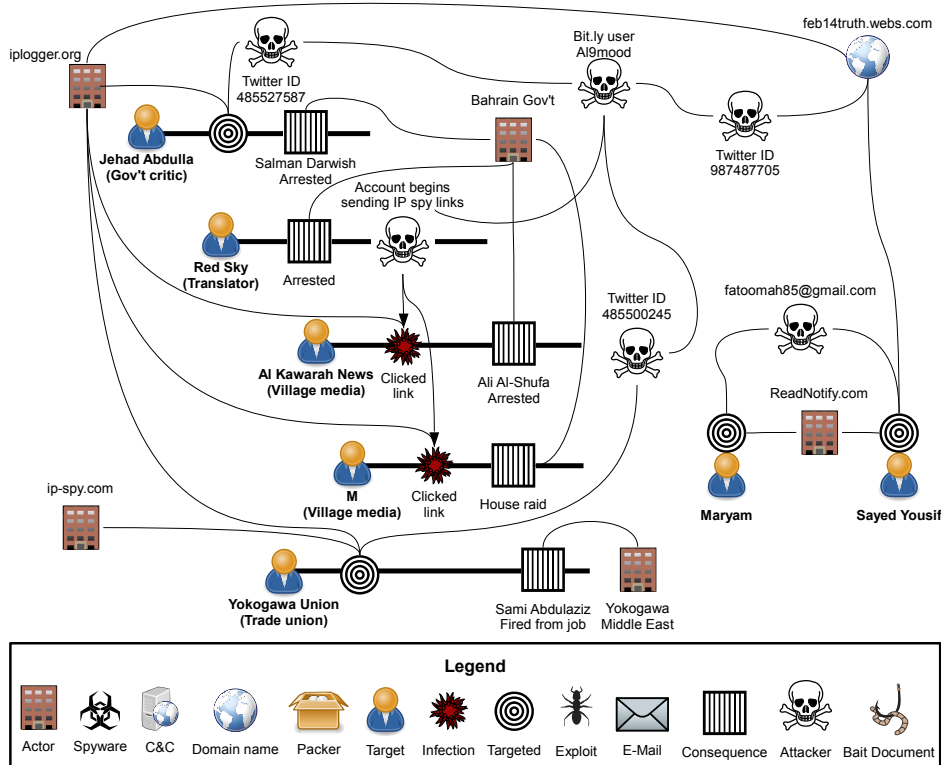 feb14truth.webs.com
Bit.ly user
Al9mood
iplogger.org
Twitter ID
485527587
Bahrain Gov't
Jehad Abdulla
(Gov't critic)
Salman Darwish
Arrested
Twitter ID
987487705
Account begins
sending IP spy links
Red Sky
(Translator)
Arrested
fatoomah85@gmail.com
Twitter ID
485500245
Al Kawarah News
(Village media)
Clicked
link
Ali Al-Shufa
Arrested
ReadNotify.com
ip-spy.com
M
(Village media)
Clicked
link
House raid
Maryam
Sayed Yousif
Yokogawa Union
(Trade union)
Sami Abdulaziz
Fired from job
Yokogawa
Middle East
Legend
Actor
Spyware
C&C
Domain name
Packer
Target
Infection
Targeted
Exploit
E-Mail
Consequence
Attacker
Bait Document